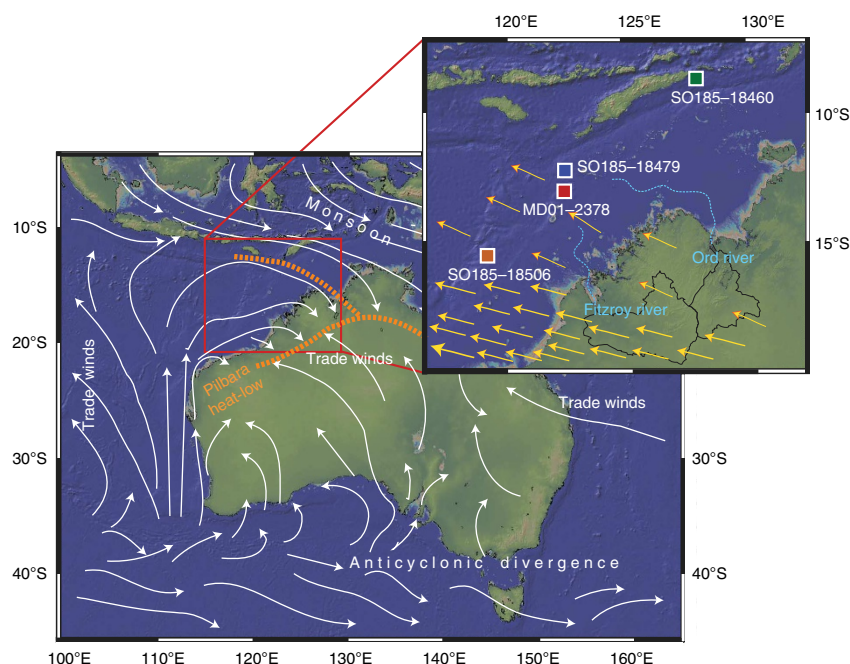 120°E 125°E 130°E
SO185–18460
10°S
SO185–18479
MD01–2378
15°S
SO185–18506
Ord river
Fitzroy river
10°S
Monsoon
20°S
Trade winds
Pilbara
heat-low
Trade winds
Trade winds
30°S 30°S
Anticyclonic divergence
40°S 40°S
100°E 110°E 120°E 130°E 140°E 150°E 160°E